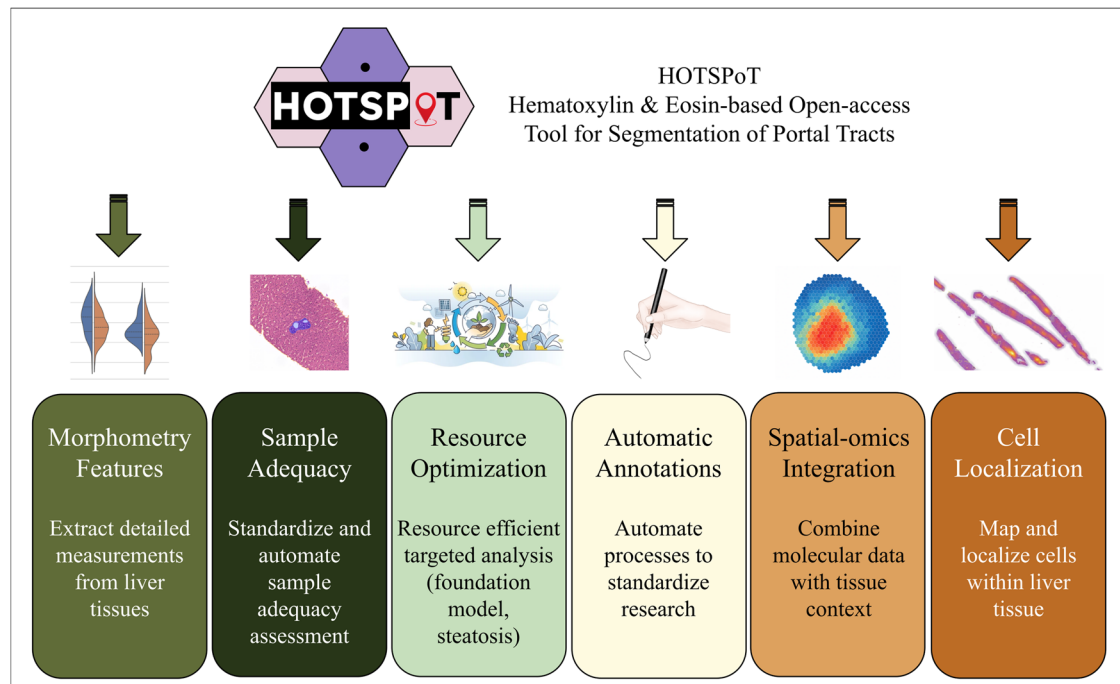 HOTSPOT
HOTSPoT
Hematoxylin & Eosin-based Open-access
Tool for Segmentation of Portal Tracts
Morphometry
Features
Extract detailed
measurements
from liver
tissues
Sample
Adequacy
Standardize and
automate
sample
adequacy
assessment
Resource
Optimization
Resource efficient
targeted analysis
(foundation
model,
steatosis)
Automatic
Annotations
Automate
processes to
standardize
research
Spatial-omics
Integration
Combine
molecular data
with tissue
context
Cell
Localization
Map and
localize cells
within liver
tissue